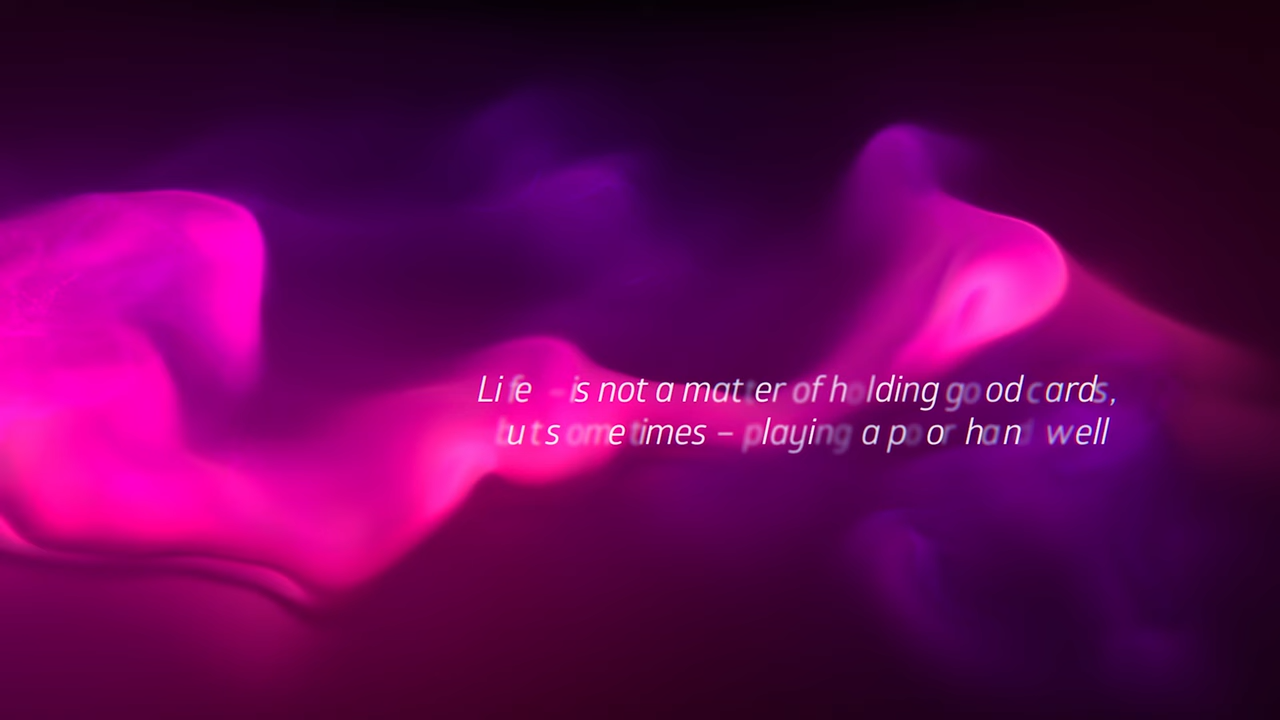 Life – is not a matter of holding good cards,
but sometimes – playing a poor hand well